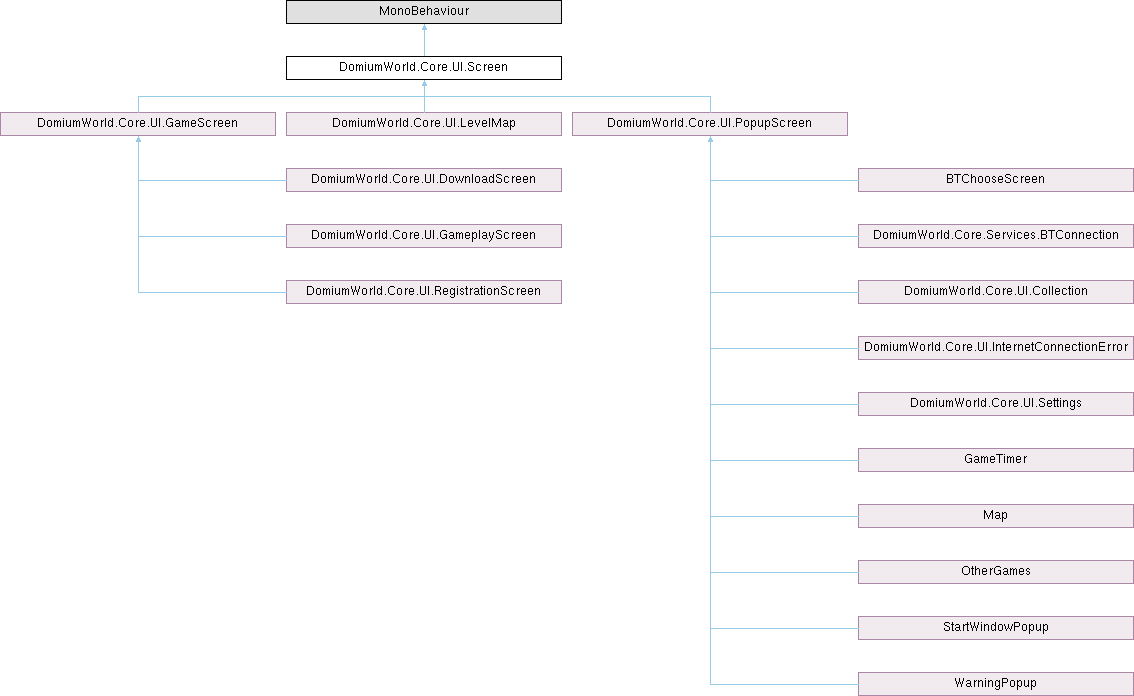 MonoBehaviour
DomiumWorld.Core.UI.Screen
DomiumWorld.Core.UI.GameScreen
DomiumWorld.Core.UI.LevelMap
DomiumWorld.Core.UI.PopupScreen
DomiumWorld.Core.UI.DownloadScreen
BTChooseScreen
DomiumWorld.Core.UI.GameplayScreen
DomiumWorld.Core.Services.BTConnection
DomiumWorld.Core.UI.RegistrationScreen
DomiumWorld.Core.UI.Collection
DomiumWorld.Core.UI.InternetConnectionError
DomiumWorld.Core.UI.Settings
GameTimer
Map
OtherGames
StartWindowPopup
WarningPopup